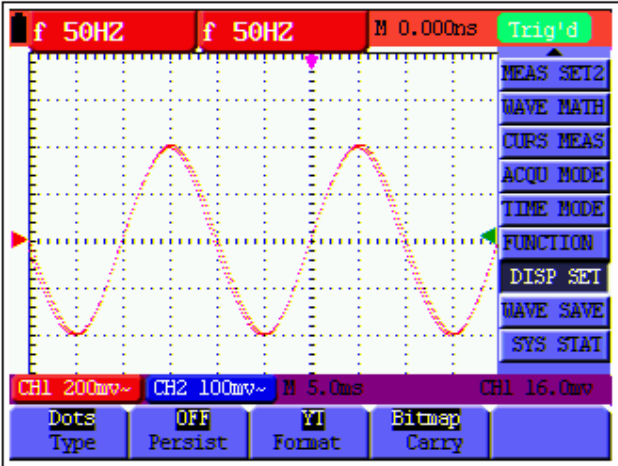 f 50HZ f 50HZ M 0.000ns Trig'd
MEAS SET2
WAVE MATH
CURS MEAS
ACQU MODE
TIME MODE
FUNCTION
DISP SET
WAVE SAVE
SYS STAT
CH1 200mv~ CH2 100mv~ M 5.0ms CH1 16.0mv
Dots OFF YT Bitmap
Type Persist Format Carry